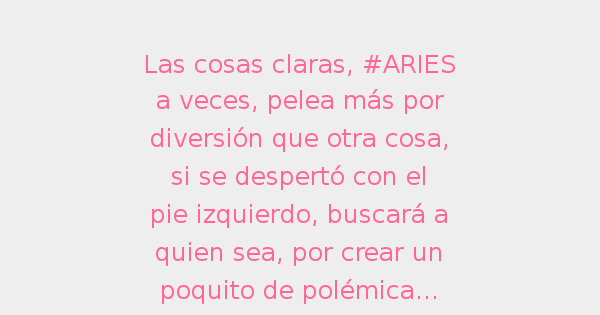 Las cosas claras, #ARIES
a veces, pelea más por
diversión que otra cosa,
si se despertó con el
pie izquierdo, buscará a
quien sea, por crear un
poquito de polémica...